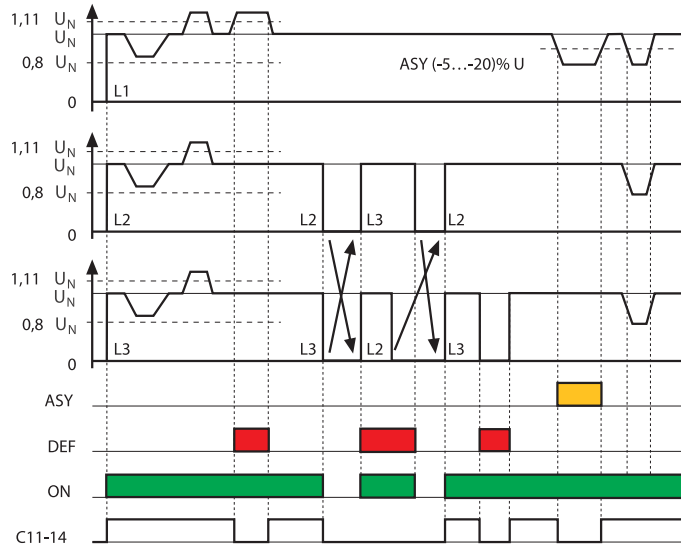 1,11 U_N
U_N
0,8 U_N
ASY (-5...-20)% U
0
L1
1,11 U_N
U_N
0,8 U_N
0
L2 L2 L3 L2
1,11 U_N
U_N
0,8 U_N
0
L3 L3 L2 L3
ASY
DEF
ON
C11-14